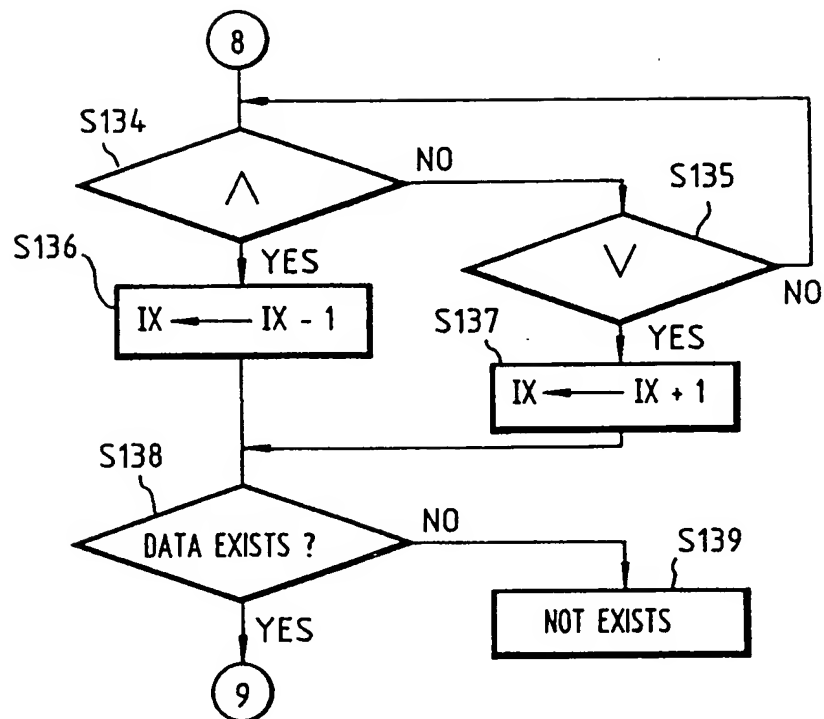 8
S134
∧
NO
S135
∨
NO
S136
YES
IX ← IX - 1
S137
YES
IX ← IX + 1
S138
DATA EXISTS ?
NO
S139
NOT EXISTS
YES
9